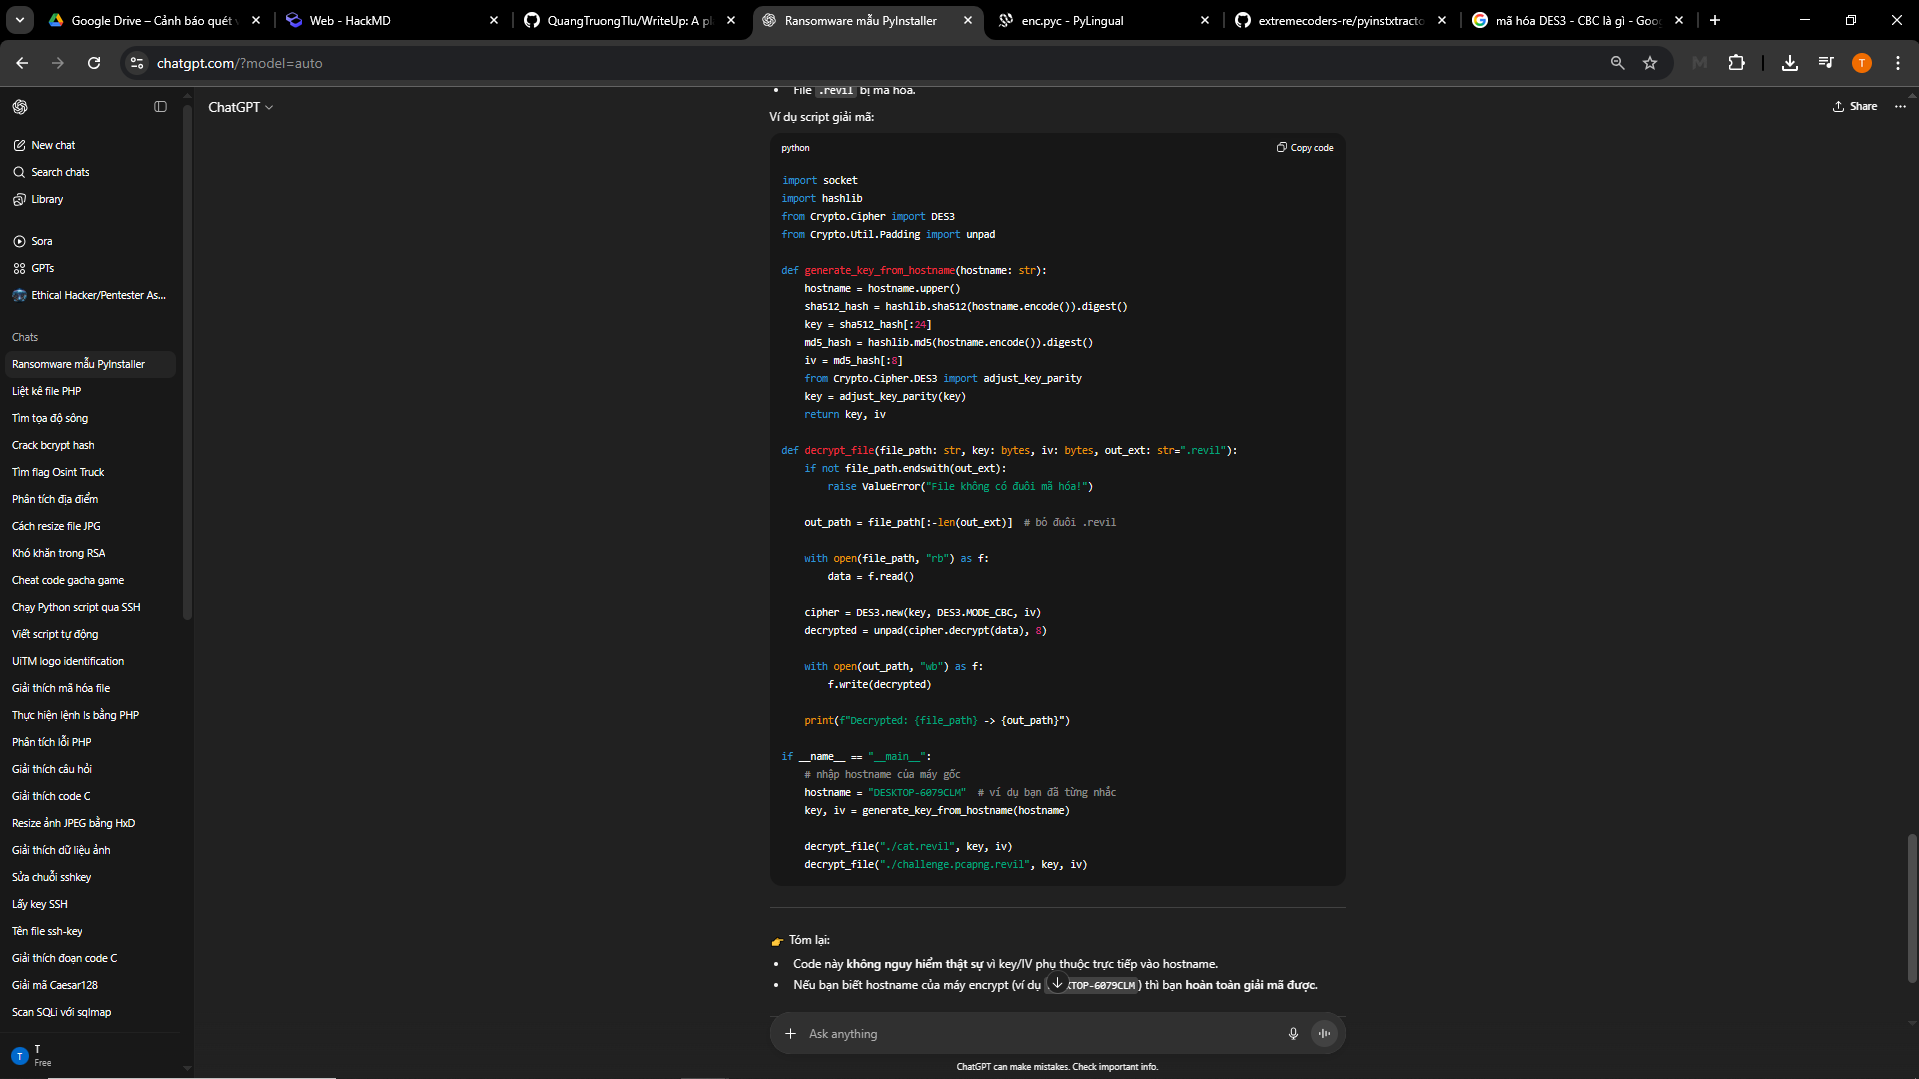 Google Drive – Cảnh báo quét v
Web - HackMD
QuangTruongTlu/WriteUp: A pl
Ransomware mẫu PyInstaller
enc.pyc - PyLingual
extremecoders-re/pyinstxtracto
mã hóa DES3 - CBC là gì - Goo
chatgpt.com/?model=auto
T
ChatGPT
Share
New chat
Search chats
Library
Sora
GPTs
Ethical Hacker/Pentester As...
Chats
Ransomware mẫu PyInstaller
Liệt kê file PHP
Tìm tọa độ sông
Crack bcrypt hash
Tìm flag Osint Truck
Phân tích địa điểm
Cách resize file JPG
Khó khăn trong RSA
Cheat code gacha game
Chạy Python script qua SSH
Viết script tự động
UiTM logo identification
Giải thích mã hóa file
Thực hiện lệnh ls bằng PHP
Phân tích lỗi PHP
Giải thích câu hỏi
Giải thích code C
Resize ảnh JPEG bằng HxD
Giải thích dữ liệu ảnh
Sửa chuỗi sshkey
Lấy key SSH
Tên file ssh-key
Giải thích đoạn code C
Giải mã Caesar128
Scan SQLi với sqlmap
T
T
Free
• File .revil bị mã hóa.
Ví dụ script giải mã:
python
Copy code
import socket
import hashlib
from Crypto.Cipher import DES3
from Crypto.Util.Padding import unpad
def generate_key_from_hostname(hostname: str):
hostname = hostname.upper()
sha512_hash = hashlib.sha512(hostname.encode()).digest()
key = sha512_hash[:24]
md5_hash = hashlib.md5(hostname.encode()).digest()
iv = md5_hash[:8]
from Crypto.Cipher.DES3 import adjust_key_parity
key = adjust_key_parity(key)
return key, iv
def decrypt_file(file_path: str, key: bytes, iv: bytes, out_ext: str=".revil"):
if not file_path.endswith(out_ext):
raise ValueError("File không có đuôi mã hóa!")
out_path = file_path[:-len(out_ext)]  # bỏ đuôi .revil
with open(file_path, "rb") as f:
data = f.read()
cipher = DES3.new(key, DES3.MODE_CBC, iv)
decrypted = unpad(cipher.decrypt(data), 8)
with open(out_path, "wb") as f:
f.write(decrypted)
print(f"Decrypted: {file_path} -> {out_path}")
if __name__ == "__main__":
# nhập hostname của máy gốc
hostname = "DESKTOP-6079CLM"  # ví dụ bạn đã từng nhắc
key, iv = generate_key_from_hostname(hostname)
decrypt_file("./cat.revil", key, iv)
decrypt_file("./challenge.pcapng.revil", key, iv)
👉 Tóm lại:
• Code này không nguy hiểm thật sự vì key/IV phụ thuộc trực tiếp vào hostname.
• Nếu bạn biết hostname của máy encrypt (ví dụ KTOP-6079CLM) thì bạn hoàn toàn giải mã được.
Ask anything
ChatGPT can make mistakes. Check important info.